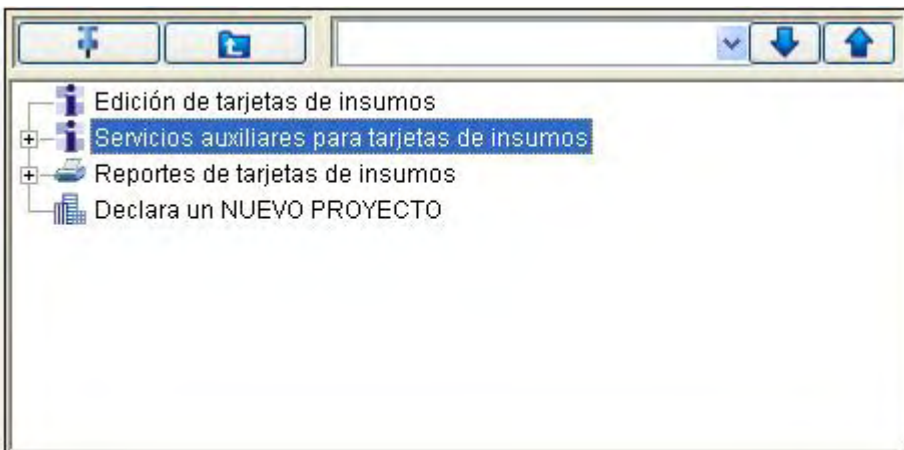 Edición de tarjetas de insumos
Servicios auxiliares para tarjetas de insumos
Reportes de tarjetas de insumos
Declara un NUEVO PROYECTO